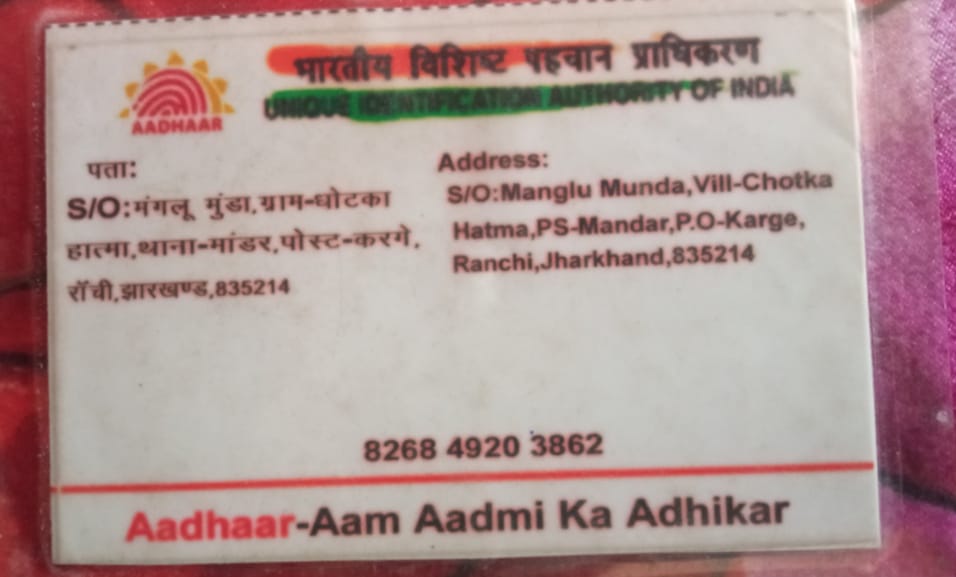 भारतीय विशिष्ट पहचान प्राधिकरण
UNIQUE IDENTIFICATION AUTHORITY OF INDIA
AADHAAR
पता:
S/O:मंगलू मुंडा,ग्राम-घोटका
हात्मा,थाना-मांडर,पोस्ट-करगे,
राॅची,झारखण्ड,835214
Address:
S/O:Manglu Munda,Vill-Chotka
Hatma,PS-Mandar,P.O-Karge,
Ranchi,Jharkhand,835214
8268 4920 3862
Aadhaar-Aam Aadmi Ka Adhikar